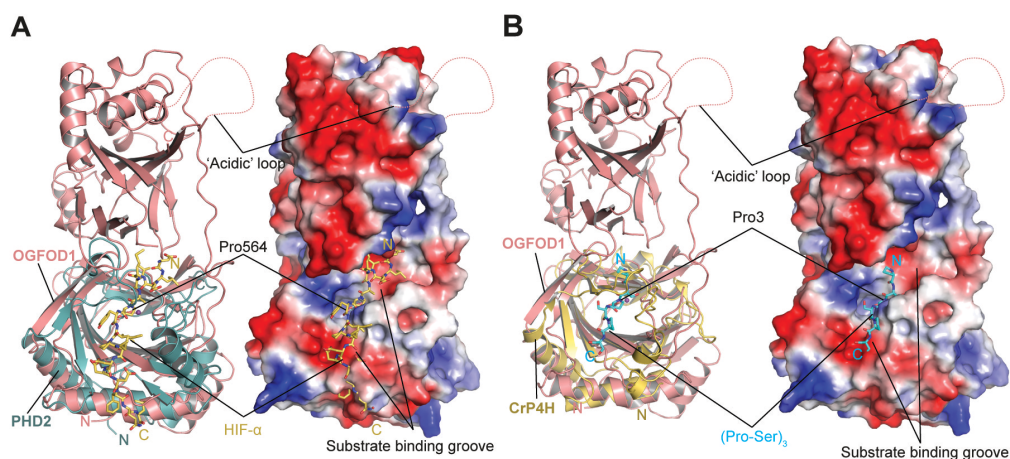 A
'Acidic' loop
Pro564
OGFOD1
N
PHD2
N
N
C
HIF-α
C
Substrate binding groove
B
'Acidic' loop
Pro3
OGFOD1
N
N
C
C
CrP4H
N
N
(Pro-Ser)3
Substrate binding groove